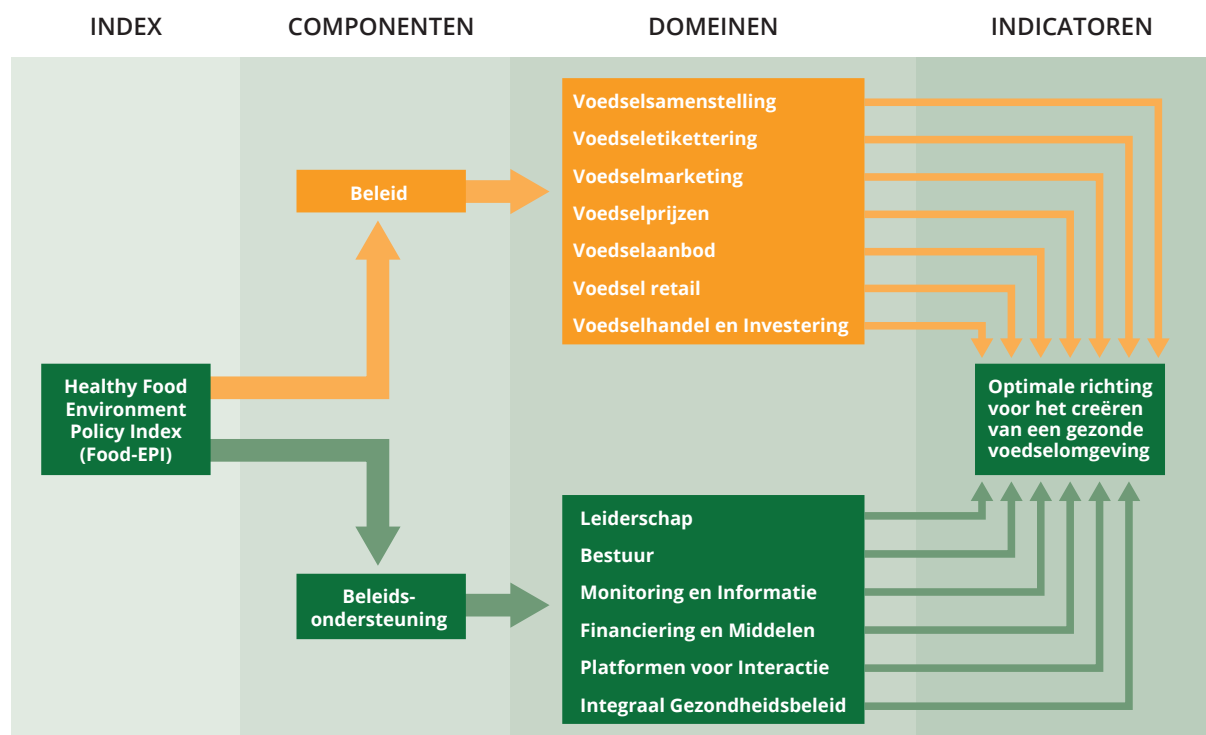 INDEX
COMPONENTEN
DOMEINEN
INDICATOREN
Healthy Food
Environment
Policy Index
(Food-EPI)
Beleid
Beleids-
ondersteuning
Voedselsamenstelling
Voedseletikettering
Voedselmarketing
Voedselprijzen
Voedselaanbod
Voedsel retail
Voedselhandel en Investering
Leiderschap
Bestuur
Monitoring en Informatie
Financiering en Middelen
Platformen voor Interactie
Integraal Gezondheidsbeleid
Optimale richting
voor het creëren
van een gezonde
voedselomgeving